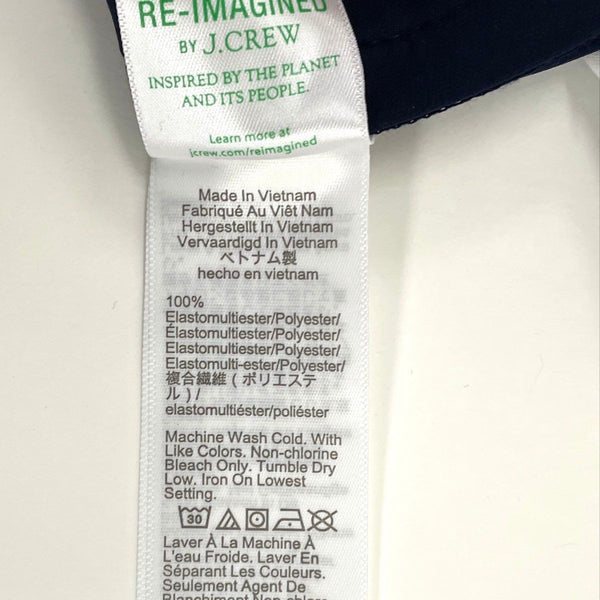 RE-IMAGINED
BY J.CREW
INSPIRED BY THE PLANET
AND ITS PEOPLE.
Learn more at
jcrew.com/reimagined
Made In Vietnam
Fabriqué Au Viêt Nam
Hergestellt In Vietnam
Vervaardigd In Vietnam
ベトナム製
hecho en vietnam
100%
Elastomultiester/Polyester/
Élastomultiester/Polyester/
Elastomultiester/Polyester/
Elastomulti-ester/Polyester/
複合繊維 ( ポリエステ
ル ) /
elastomultiéster/poliéster
Machine Wash Cold. With
Like Colors. Non-chlorine
Bleach Only. Tumble Dry
Low. Iron On Lowest
Setting.
30
Laver À La Machine À
L'eau Froide. Laver En
Séparant Les Couleurs.
Seulement Agent De
Blanchiment Non-chlore